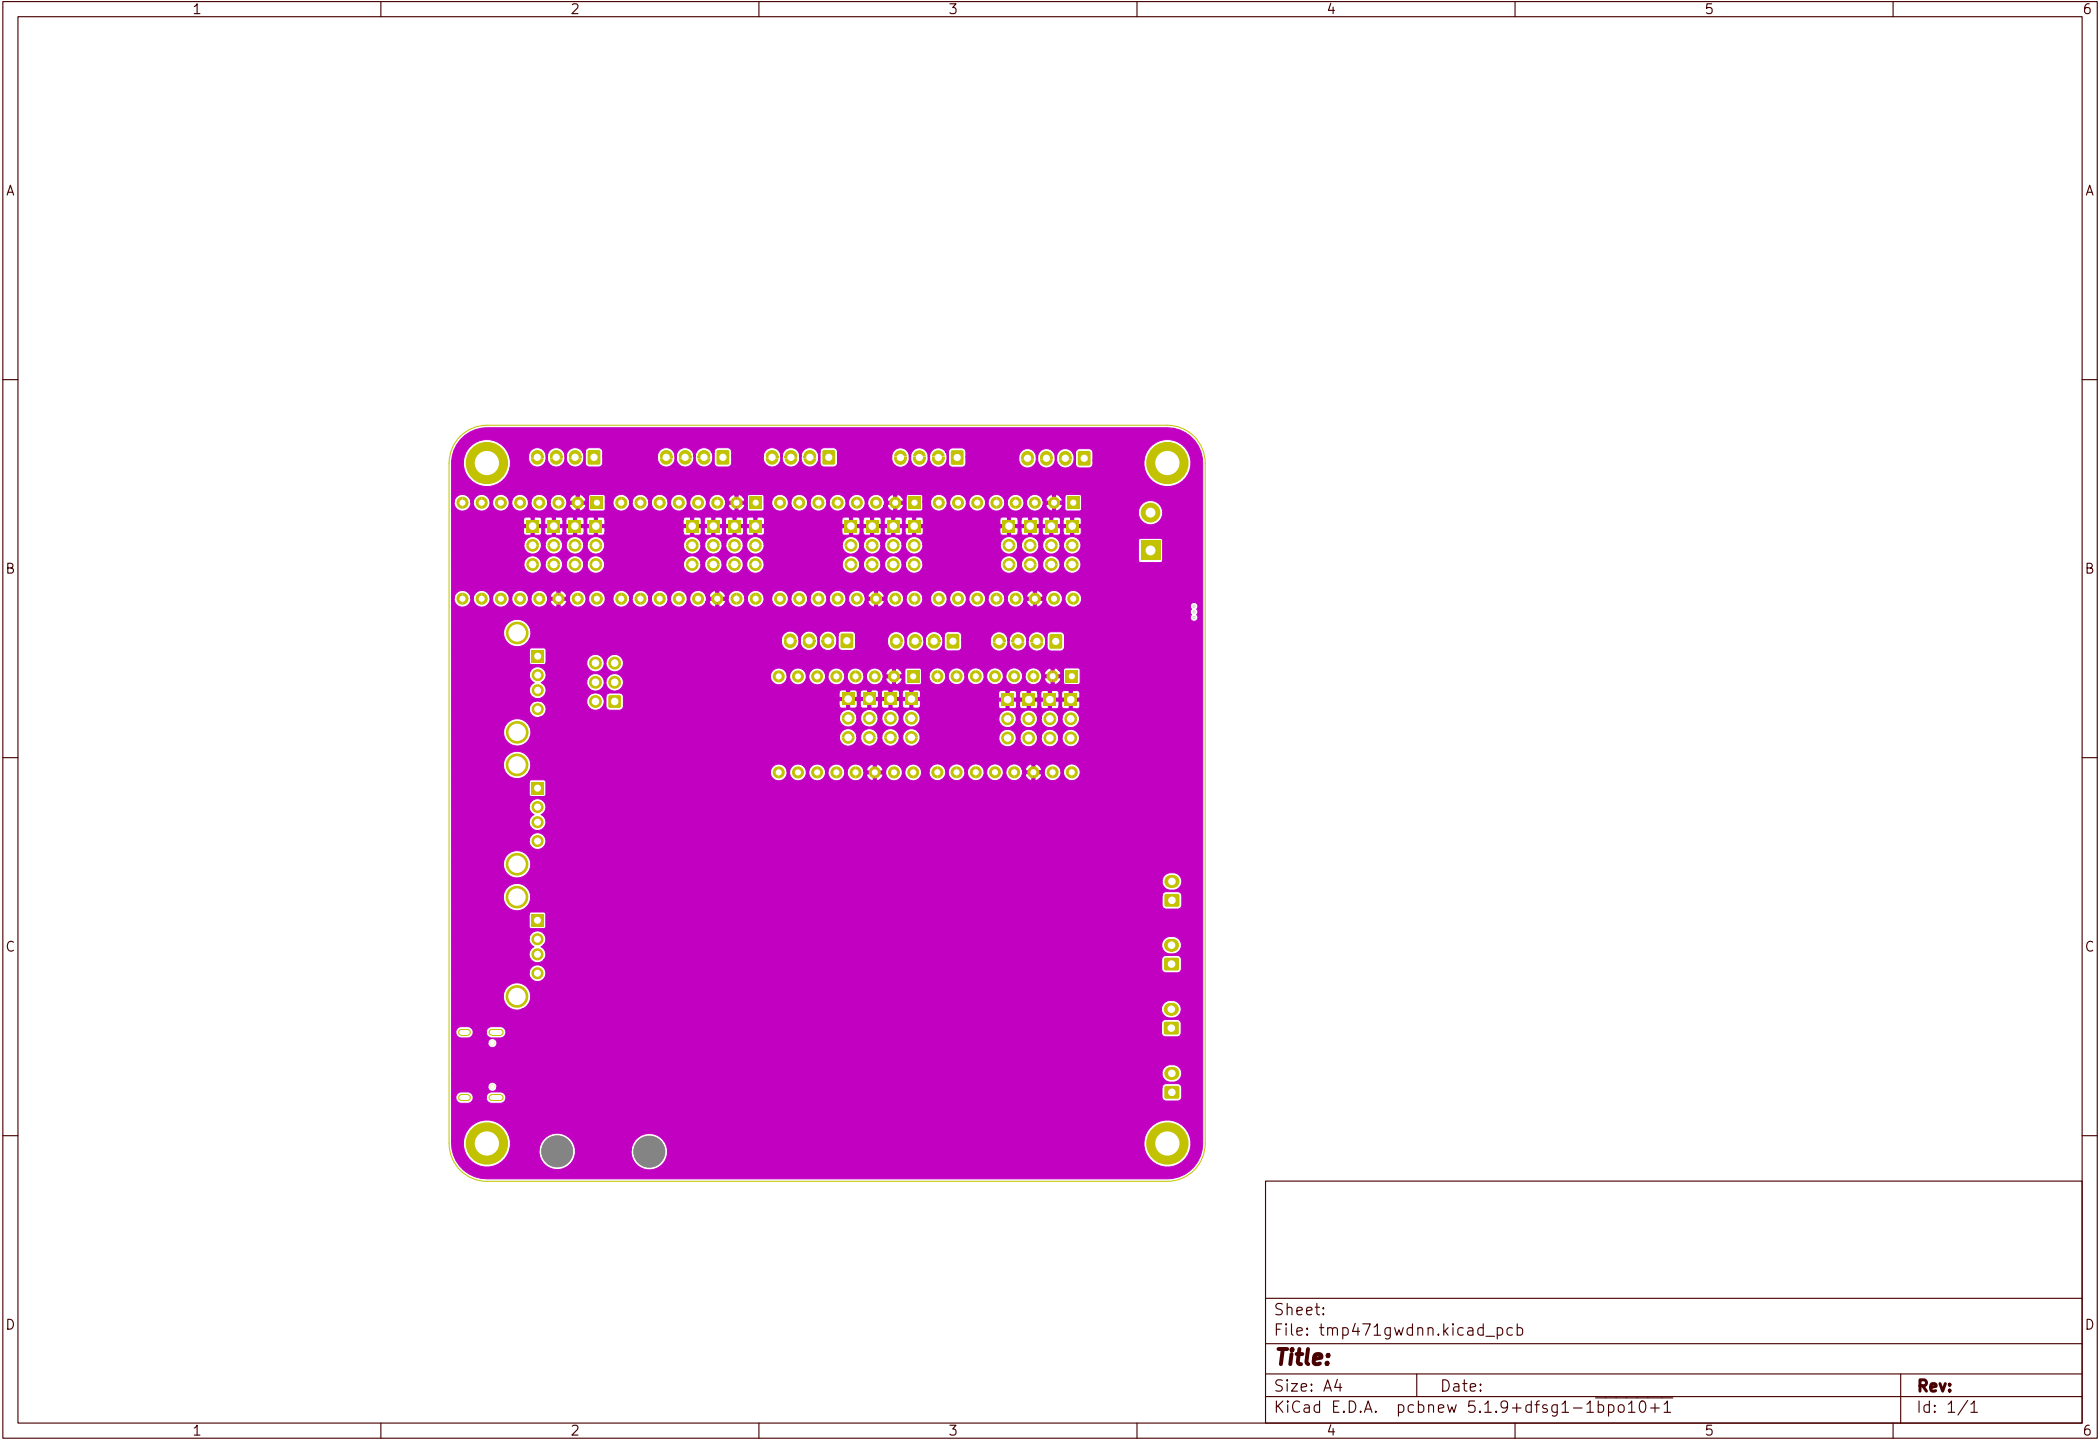 1 2 3 4 5 6
A A
B B
C C
D D
Sheet:
File: tmp471gwdnn.kicad_pcb
Title:
Size: A4 Date: Rev:
KiCad E.D.A. pcbnew 5.1.9+dfsg1-1bpo10+1 Id: 1/1
1 2 3 4 5 6